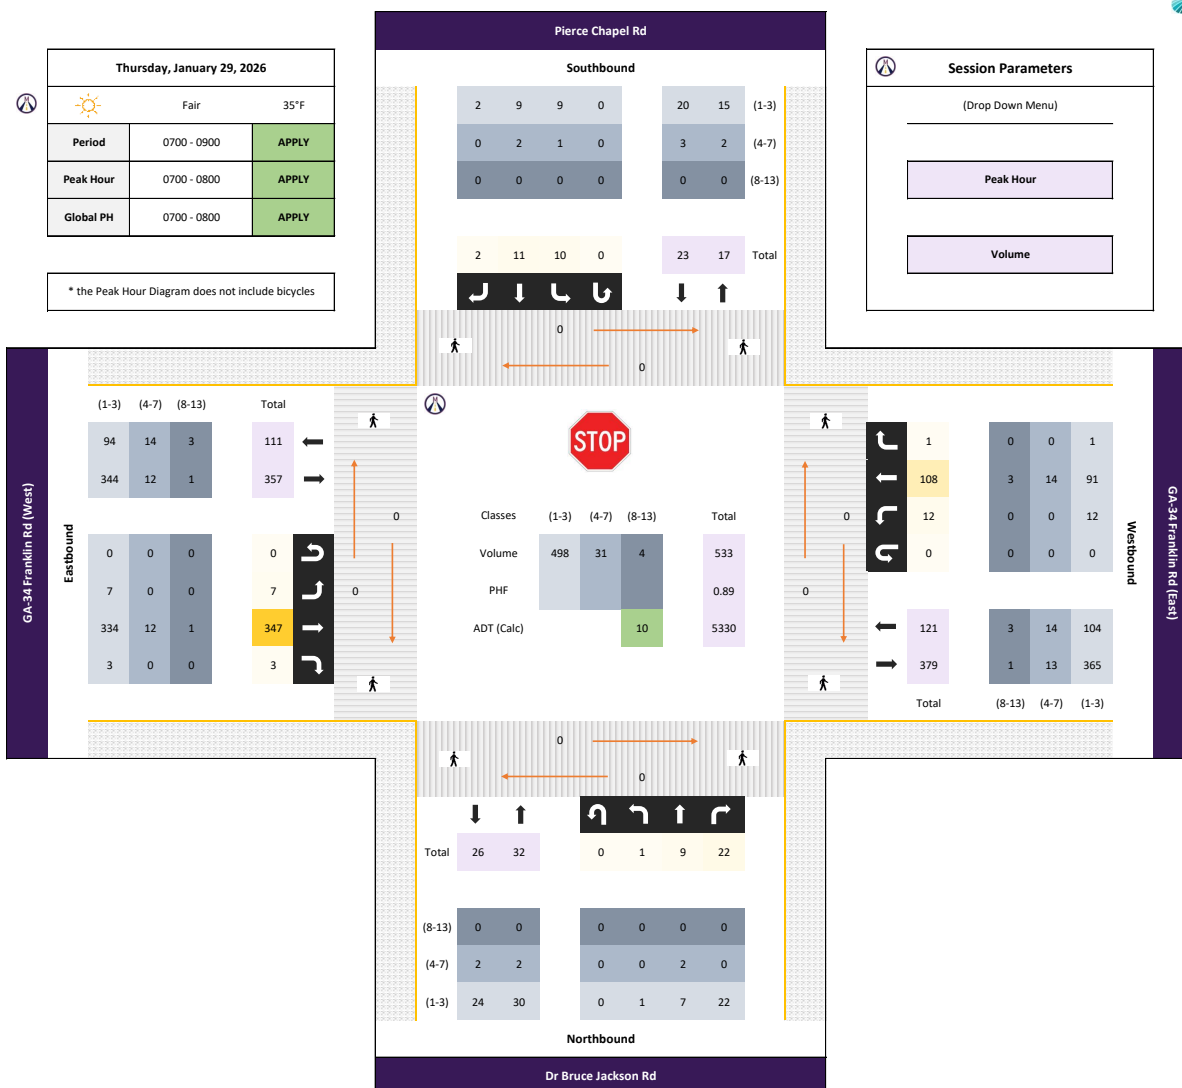 Pierce Chapel Rd
Southbound
Thursday, January 29, 2026
Fair 35°F
Period 0700 - 0900 APPLY
Peak Hour 0700 - 0800 APPLY
Global PH 0700 - 0800 APPLY
* the Peak Hour Diagram does not include bicycles
Session Parameters
(Drop Down Menu)
Peak Hour
Volume
2 9 9 0 20 15 (1-3)
0 2 1 0 3 2 (4-7)
0 0 0 0 0 0 (8-13)
2 11 10 0 23 17 Total
0
0
GA-34 Franklin Rd (West)
Eastbound
(1-3) (4-7) (8-13) Total
94 14 3 111
344 12 1 357
0 0 0 0
7 0 0 7
334 12 1 347
3 0 0 3
0
0
STOP
Classes (1-3) (4-7) (8-13) Total
Volume 498 31 4 533
PHF 0.89
ADT (Calc) 10 5330
0
0
1 0 0 1
108 3 14 91
12 0 0 12
0 0 0 0
121 3 14 104
379 1 13 365
Total (8-13) (4-7) (1-3)
Westbound
GA-34 Franklin Rd (East)
0
0
Total 26 32 0 1 9 22
(8-13) 0 0 0 0 0 0
(4-7) 2 2 0 0 2 0
(1-3) 24 30 0 1 7 22
Northbound
Dr Bruce Jackson Rd